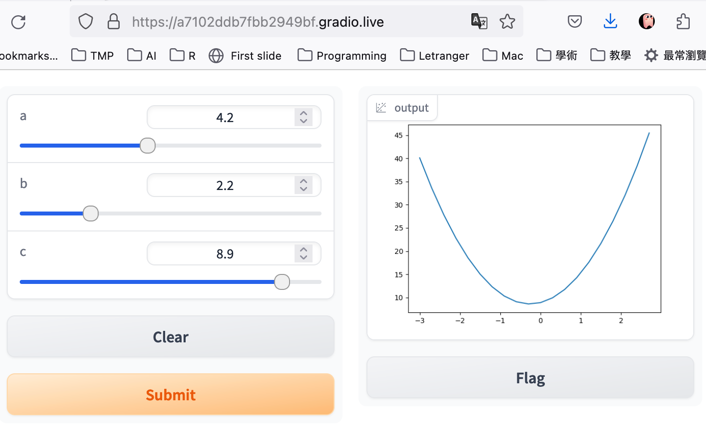 https://a7102ddb7fbb2949bf.gradio.live
ookmarks... TMP AI R First slide Programming Letranger Mac 學術 教學 最常瀏覽
a 4.2
b 2.2
c 8.9
Clear
Submit
output
45
40
35
30
25
20
15
10
−3 −2 −1 0 1 2
Flag